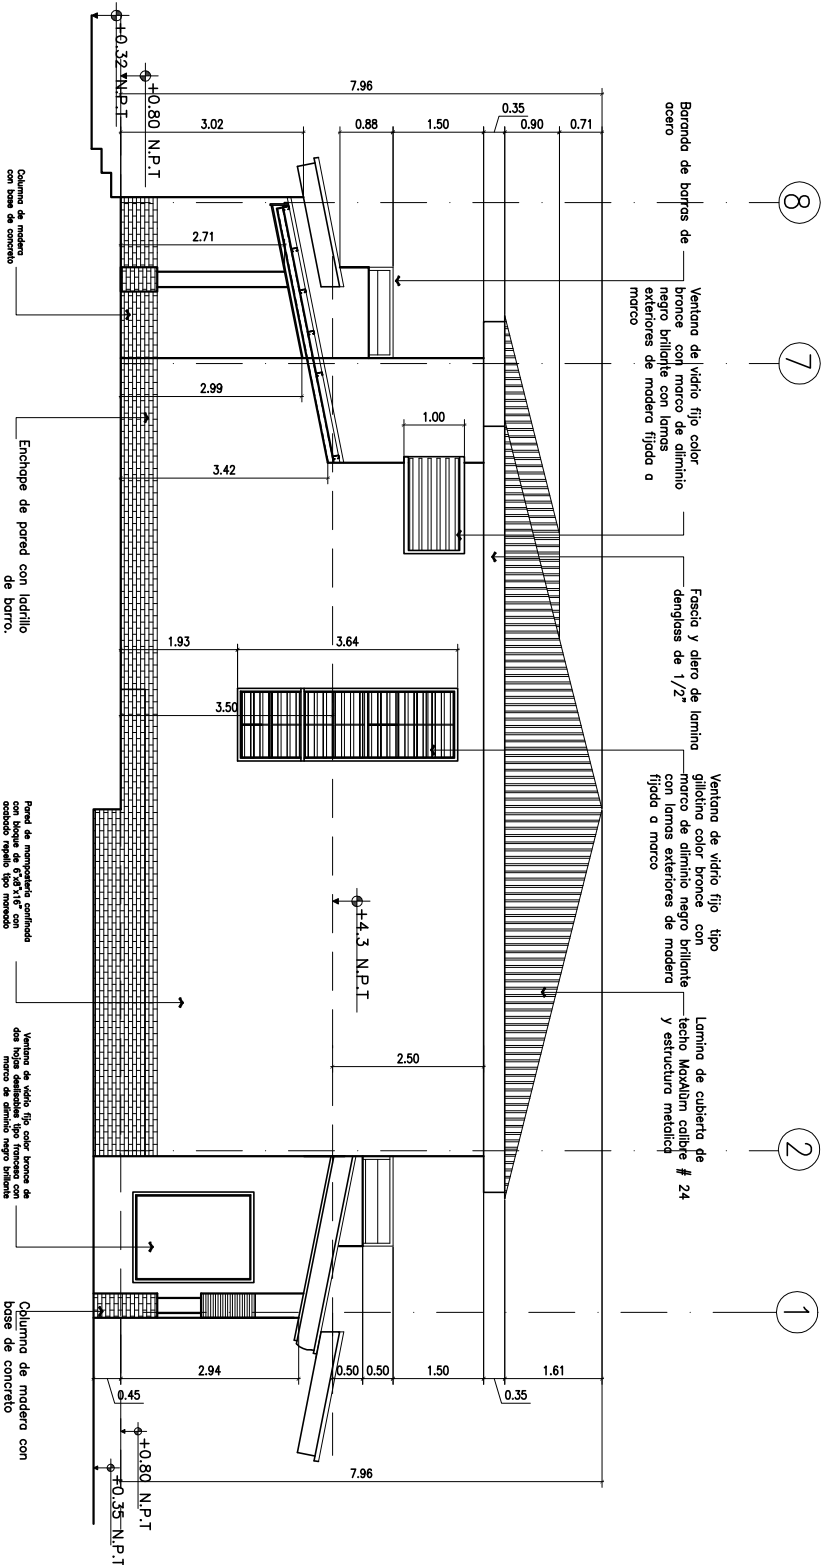 8
7
2
1
Baranda de barras de
acero
Ventana de vidrio fijo color
bronce con marco de aliminio
negro brillante con lamas
exteriores de madera fijada a
marco
Fascia y alero de lamina
denglass de 1/2"
Ventana de vidrio fijo tipo
gillotina color bronce con
marco de aliminio negro brillante
con lamas exteriores de madera
fijada a marco
Lamina de cubierta de
techo MaxAlùm calibre # 24
y estructura metalica
7.96
0.71
0.90
0.35
1.50
0.88
3.02
2.71
2.99
3.42
1.00
1.93
3.64
3.50
2.50
+4.3 N.P.T
+0.80 N.P.T
+0.32 N.P.T
1.61
0.35
1.50
0.50
0.50
2.94
0.45
7.96
+0.80 N.P.T
+0.35 N.P.T
Columna de madera
con base de concreto
Enchape de pared con ladrillo
de barro.
Pared de mamposteria confinada
con bloque de 6"x8"x16" con
acabado repello tipo moreado
Ventana de vidrio fijo color bronce de
dos hojas deslisables tipo francesa con
marco de aliminio negro brillante
Columna de madera con
base de concreto